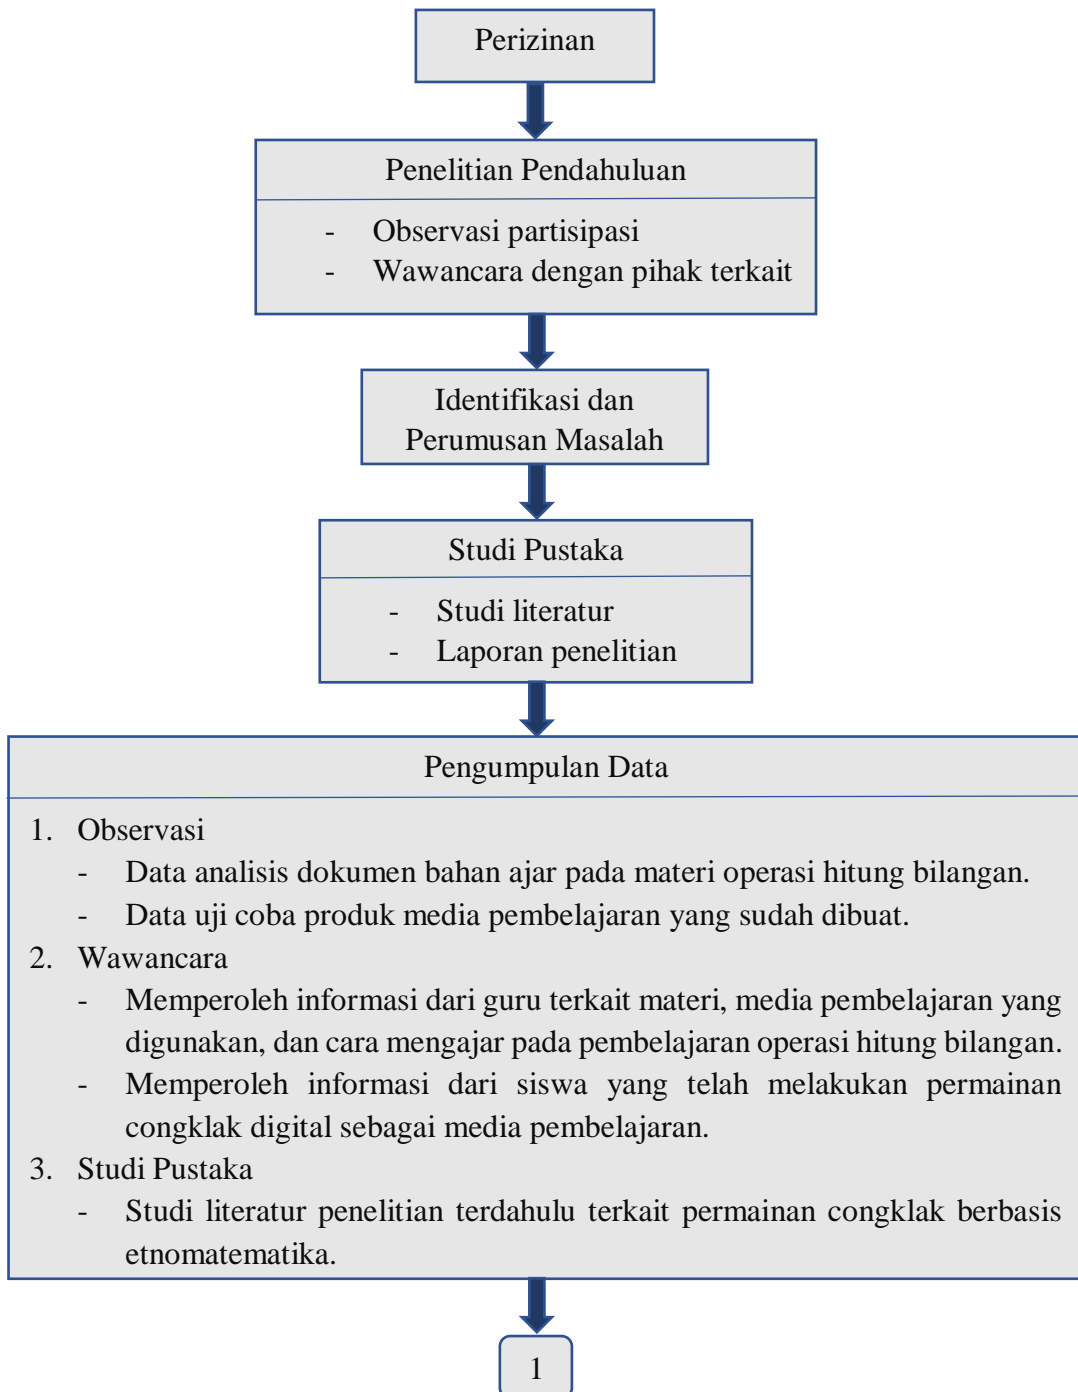 Perizinan
Penelitian Pendahuluan
- Observasi partisipasi
- Wawancara dengan pihak terkait
Identifikasi dan
Perumusan Masalah
Studi Pustaka
- Studi literatur
- Laporan penelitian
Pengumpulan Data
1. Observasi
- Data analisis dokumen bahan ajar pada materi operasi hitung bilangan.
- Data uji coba produk media pembelajaran yang sudah dibuat.
2. Wawancara
- Memperoleh informasi dari guru terkait materi, media pembelajaran yang
digunakan, dan cara mengajar pada pembelajaran operasi hitung bilangan.
- Memperoleh informasi dari siswa yang telah melakukan permainan
congklak digital sebagai media pembelajaran.
3. Studi Pustaka
- Studi literatur penelitian terdahulu terkait permainan congklak berbasis
etnomatematika.
1